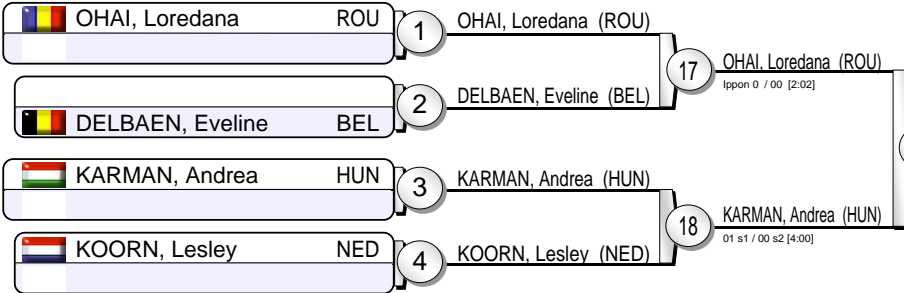 OHAI, Loredana ROU
1
OHAI, Loredana (ROU)
17
OHAI, Loredana (ROU)
Ippon 0 / 00 [2:02]
2
DELBAEN, Eveline (BEL)
DELBAEN, Eveline BEL
KARMAN, Andrea HUN
3
KARMAN, Andrea (HUN)
18
KARMAN, Andrea (HUN)
01 s1 / 00 s2 [4:00]
KOORN, Lesley NED
4
KOORN, Lesley (NED)